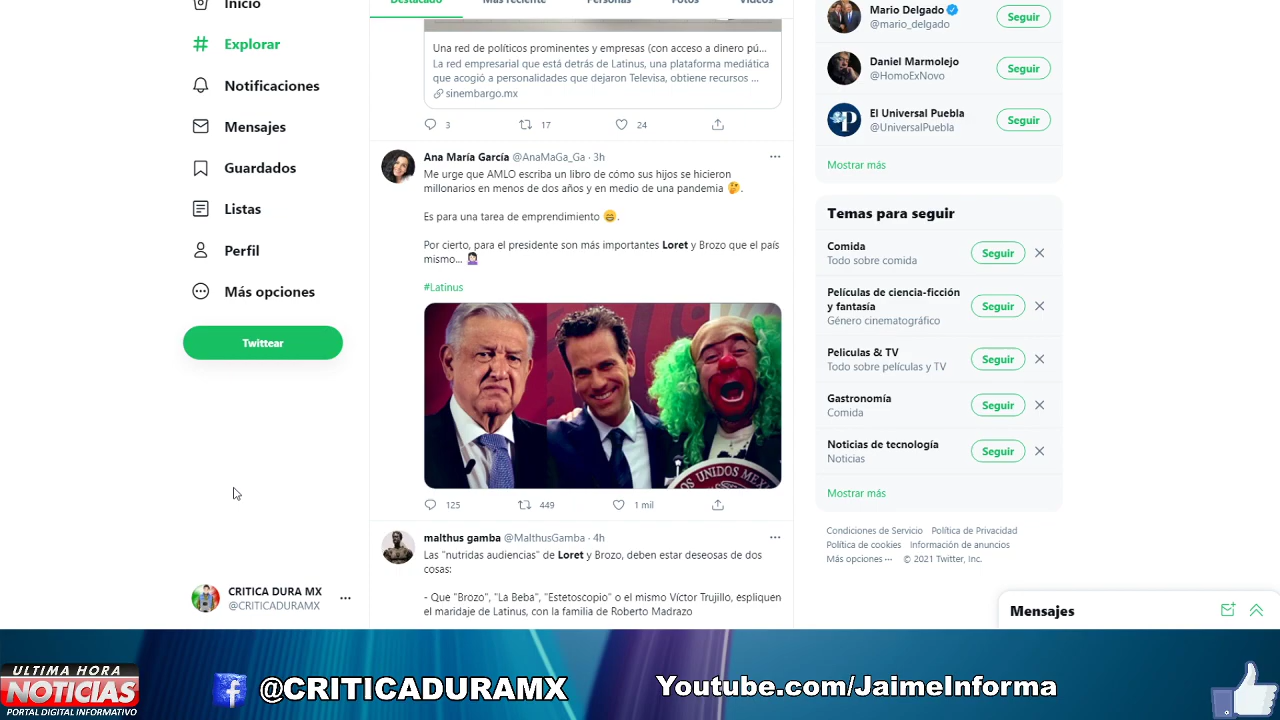 Inicio
Explorar
Notificaciones
Mensajes
Guardados
Listas
Perfil
Más opciones
Twittear
CRITICA DURA MX
@CRITICADURAMX
Destacado Más reciente Personas Fotos Videos
Una red de políticos prominentes y empresas (con acceso a dinero pú...
La red empresarial que está detrás de Latinus, una plataforma mediática
que acogió a personalidades que dejaron Televisa, obtiene recursos ...
sinembargo.mx
3 17 24
Ana María García @AnaMaGa_Ga · 3h
Me urge que AMLO escriba un libro de cómo sus hijos se hicieron
millonarios en menos de dos años y en medio de una pandemia 🤔.
Es para una tarea de emprendimiento 😄.
Por cierto, para el presidente son más importantes Loret y Brozo que el país
mismo... 🤦🏻‍♀️
#Latinus
UNIDOS MEX
125 449 1 mil
malthus gamba @MalthusGamba · 4h
Las "nutridas audiencias" de Loret y Brozo, deben estar deseosas de dos
cosas:
- Que "Brozo", "La Beba", "Estetoscopio" o el mismo Víctor Trujillo, espliquen
el maridaje de Latinus, con la familia de Roberto Madrazo
Mario Delgado
@mario_delgado
Seguir
Daniel Marmolejo
@HomoExNovo
Seguir
El Universal Puebla
@UniversalPuebla
Seguir
Mostrar más
Temas para seguir
Comida
Todo sobre comida
Seguir
Películas de ciencia-ficción
y fantasía
Género cinematográfico
Seguir
Peliculas & TV
Todo sobre películas y TV
Seguir
Gastronomía
Comida
Seguir
Noticias de tecnología
Noticias
Seguir
Mostrar más
Condiciones de Servicio Política de Privacidad
Política de cookies Información de anuncios
Más opciones ··· © 2021 Twitter, Inc.
Mensajes
ULTIMA HORA
NOTICIAS
PORTAL DIGITAL INFORMATIVO
@CRITICADURAMX
Youtube.com/JaimeInforma